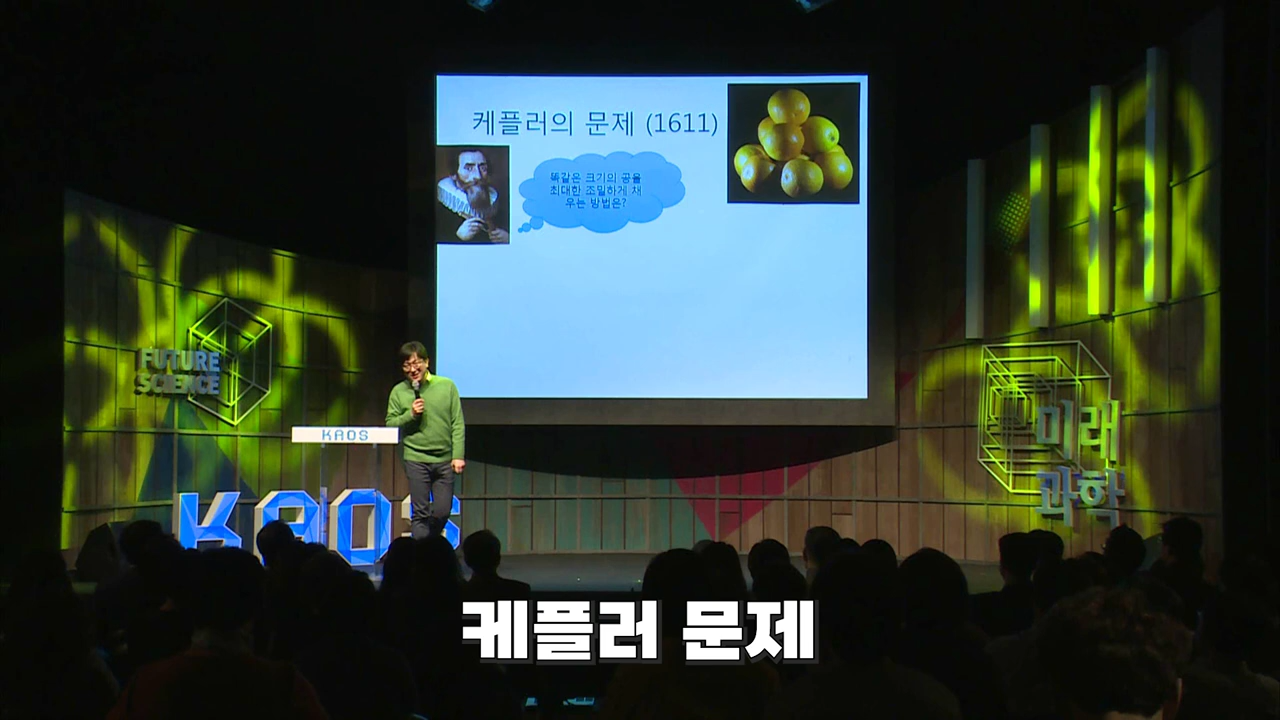 케플러의 문제 (1611)
똑같은 크기의 공을
최대한 조밀하게 채
우는 방법은?
FUTURE
SCIENCE
KAOS
미래
과학
KAOS
케플러 문제